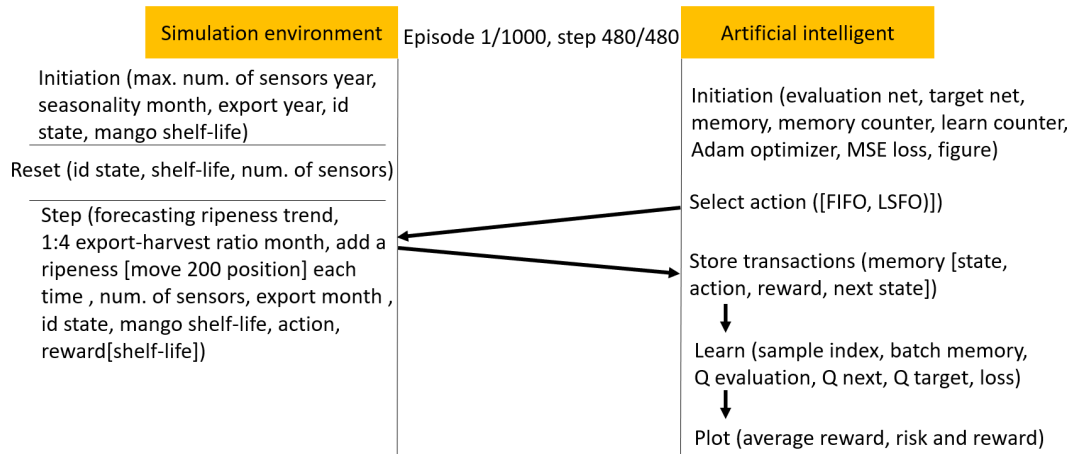 Simulation environment
Episode 1/1000, step 480/480
Artificial intelligent
Initiation (max. num. of sensors year,
seasonality month, export year, id
state, mango shelf-life)
Reset (id state, shelf-life, num. of sensors)
Step (forecasting ripeness trend,
1:4 export-harvest ratio month, add a
ripeness [move 200 position] each
time , num. of sensors, export month ,
id state, mango shelf-life, action,
reward[shelf-life])
Initiation (evaluation net, target net,
memory, memory counter, learn counter,
Adam optimizer, MSE loss, figure)
Select action ([FIFO, LSFO)])
Store transactions (memory [state,
action, reward, next state])
Learn (sample index, batch memory,
Q evaluation, Q next, Q target, loss)
Plot (average reward, risk and reward)